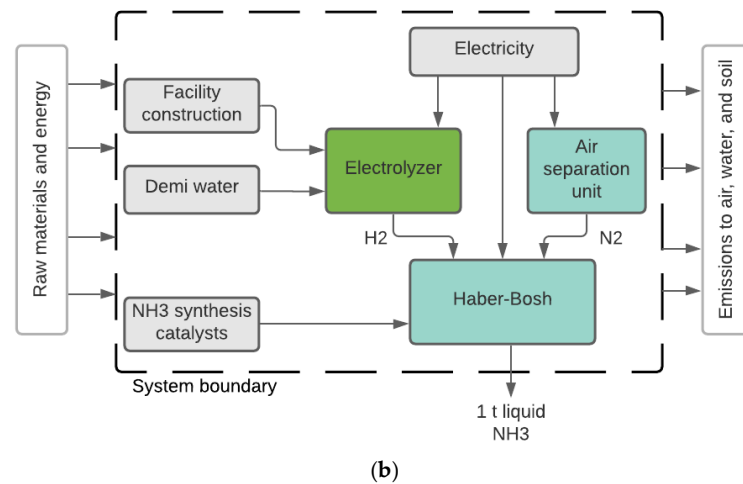 Raw materials and energy
Facility
construction
Demi water
NH3 synthesis
catalysts
Electricity
Electrolyzer
Air
separation
unit
H2
N2
Haber-Bosh
System boundary
1 t liquid
NH3
Emissions to air, water, and soil
(b)